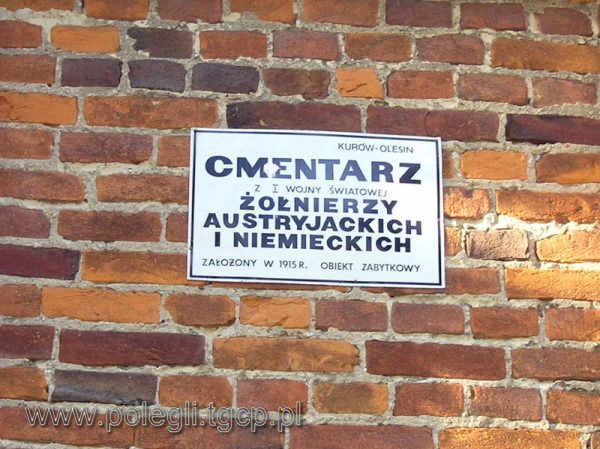 KURÓW-OLESIN
CMENTARZ
Z I WOJNY ŚWIATOWEJ
ŻOŁNIERZY
AUSTRYJACKICH
I NIEMIECKICH
ZAŁOŻONY W 1915 R. OBIEKT ZABYTKOWY
www.polegli.tgcp.pl